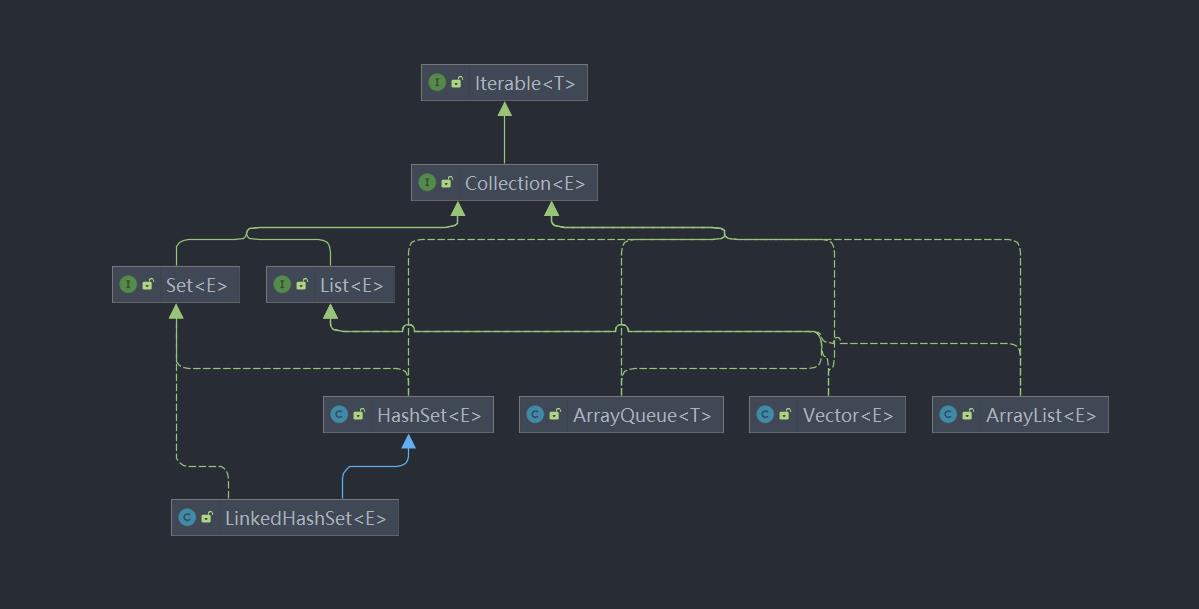 I Iterable<T>
I Collection<E>
I Set<E>
I List<E>
C HashSet<E>
C ArrayQueue<T>
C Vector<E>
C ArrayList<E>
C LinkedHashSet<E>